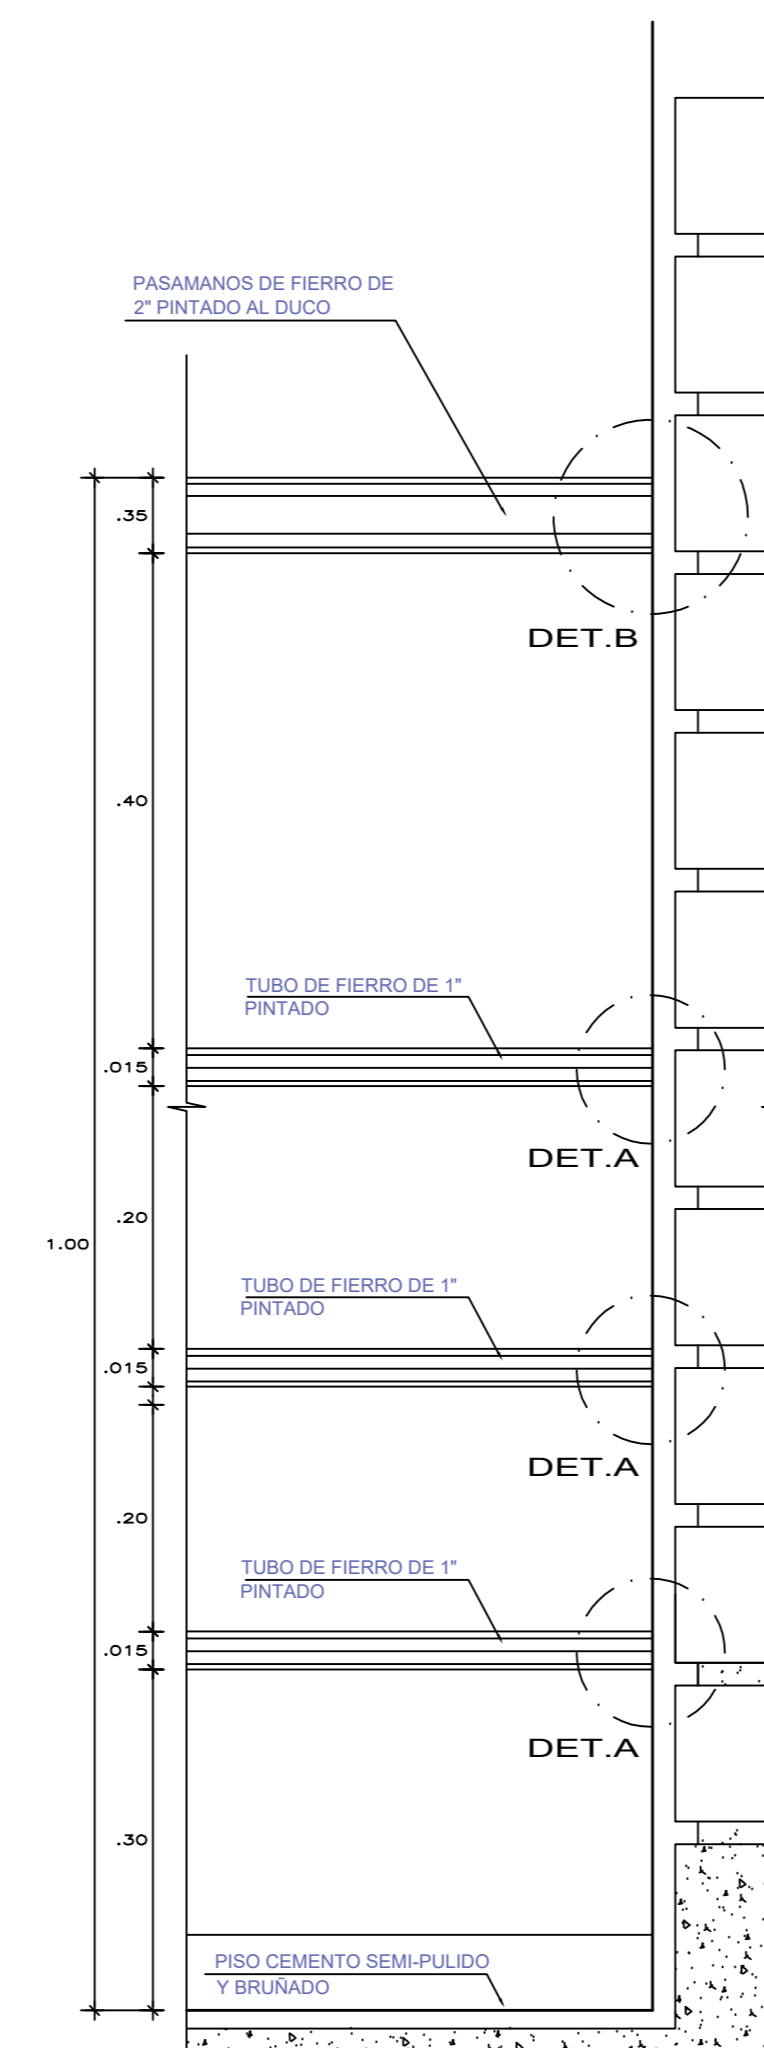 PASAMANOS DE FIERRO DE
2" PINTADO AL DUCO
.35
DET.B
.40
TUBO DE FIERRO DE 1"
PINTADO
.015
DET.A
.20
1.00
TUBO DE FIERRO DE 1"
PINTADO
.015
DET.A
.20
TUBO DE FIERRO DE 1"
PINTADO
.015
DET.A
.30
PISO CEMENTO SEMI-PULIDO
Y BRUÑADO